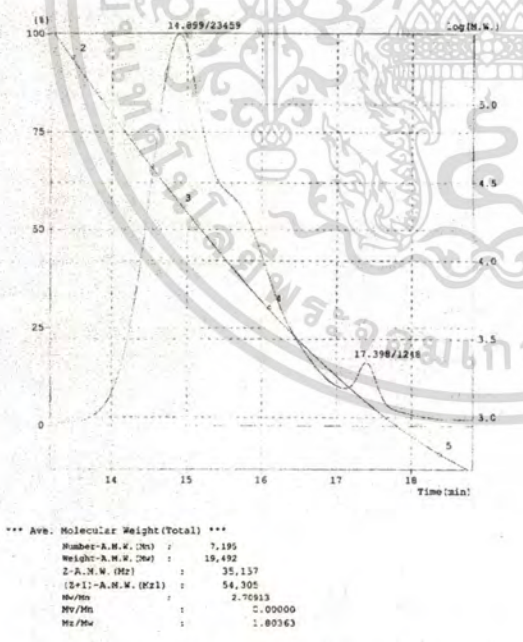 (%) 14.899/23459 Log(M.W.)
100
2
5.0
75
4.5
3
50
4.0
4
25
3.5
17.398/1248
3.0
0
5
14 15 16 17 18
Time(min)
*** Ave. Molecular Weight(Total) ***
Number-A.M.W.(Mn) : 7,195
Weight-A.M.W.(Mw) : 19,492
Z-A.M.W.(Mz) : 35,157
(Z+1)-A.M.W.(Mz1) : 54,305
Mw/Mn : 2.70913
Mv/Mn : 0.00000
Mz/Mw : 1.80363